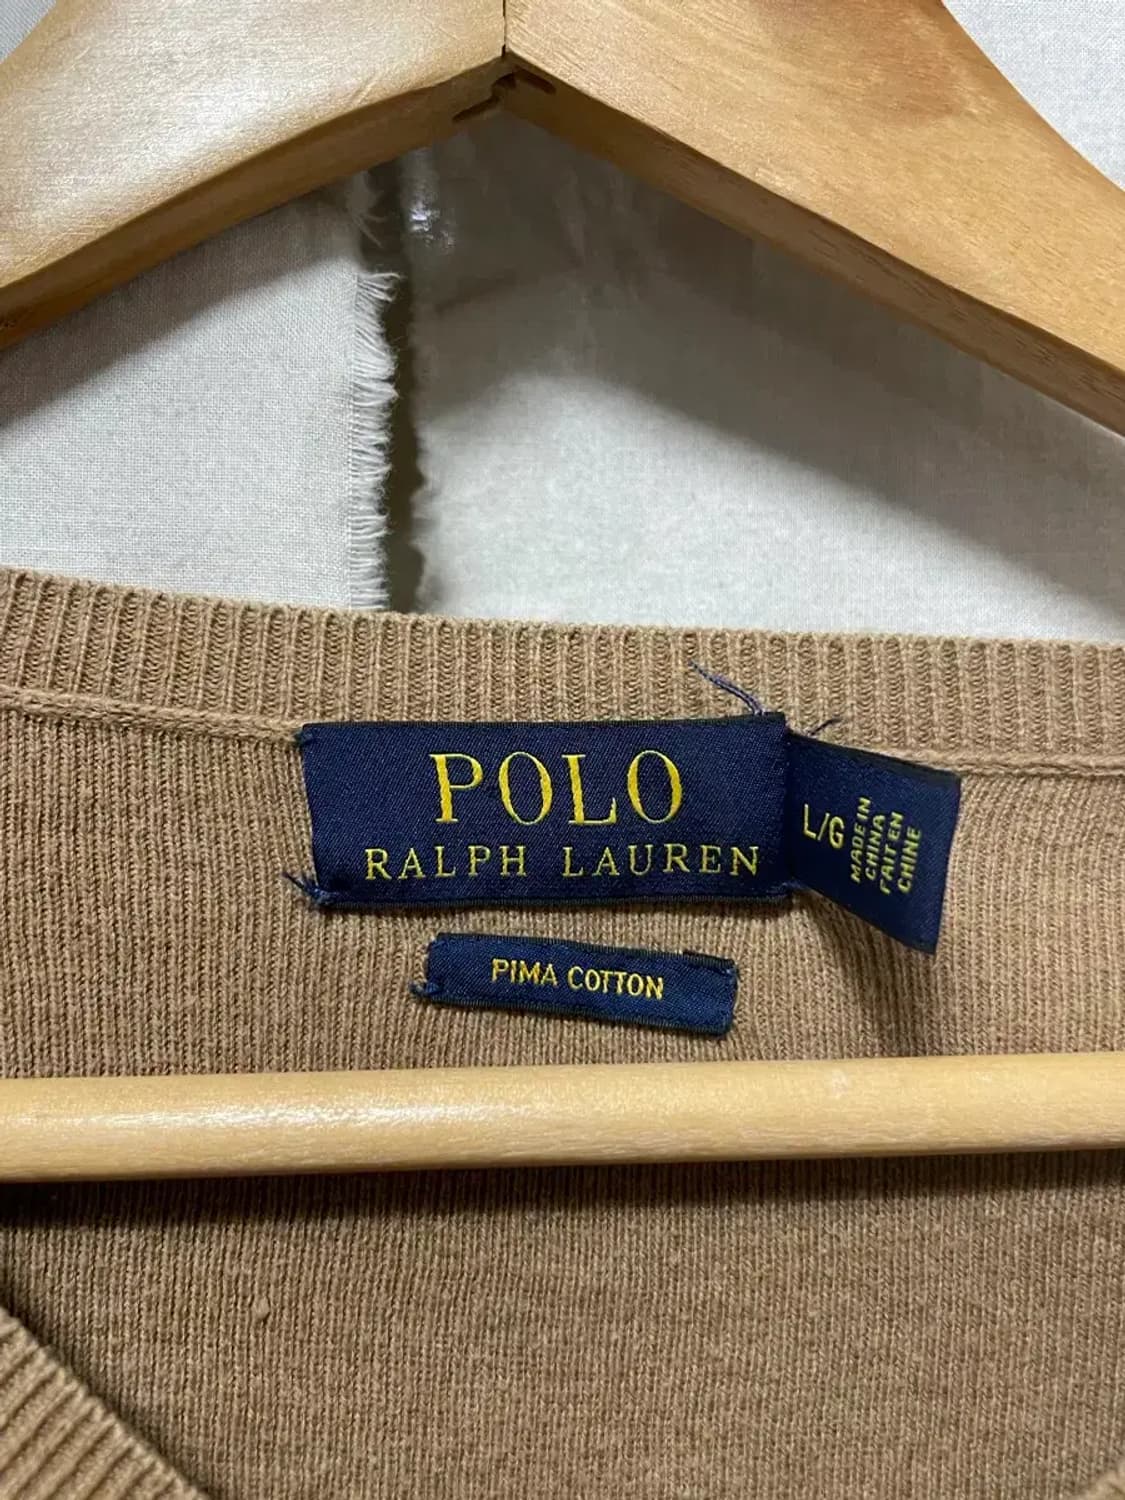 POLO
RALPH LAUREN
L/G
MADE IN
CHINA
FAIT EN
CHINE
PIMA COTTON